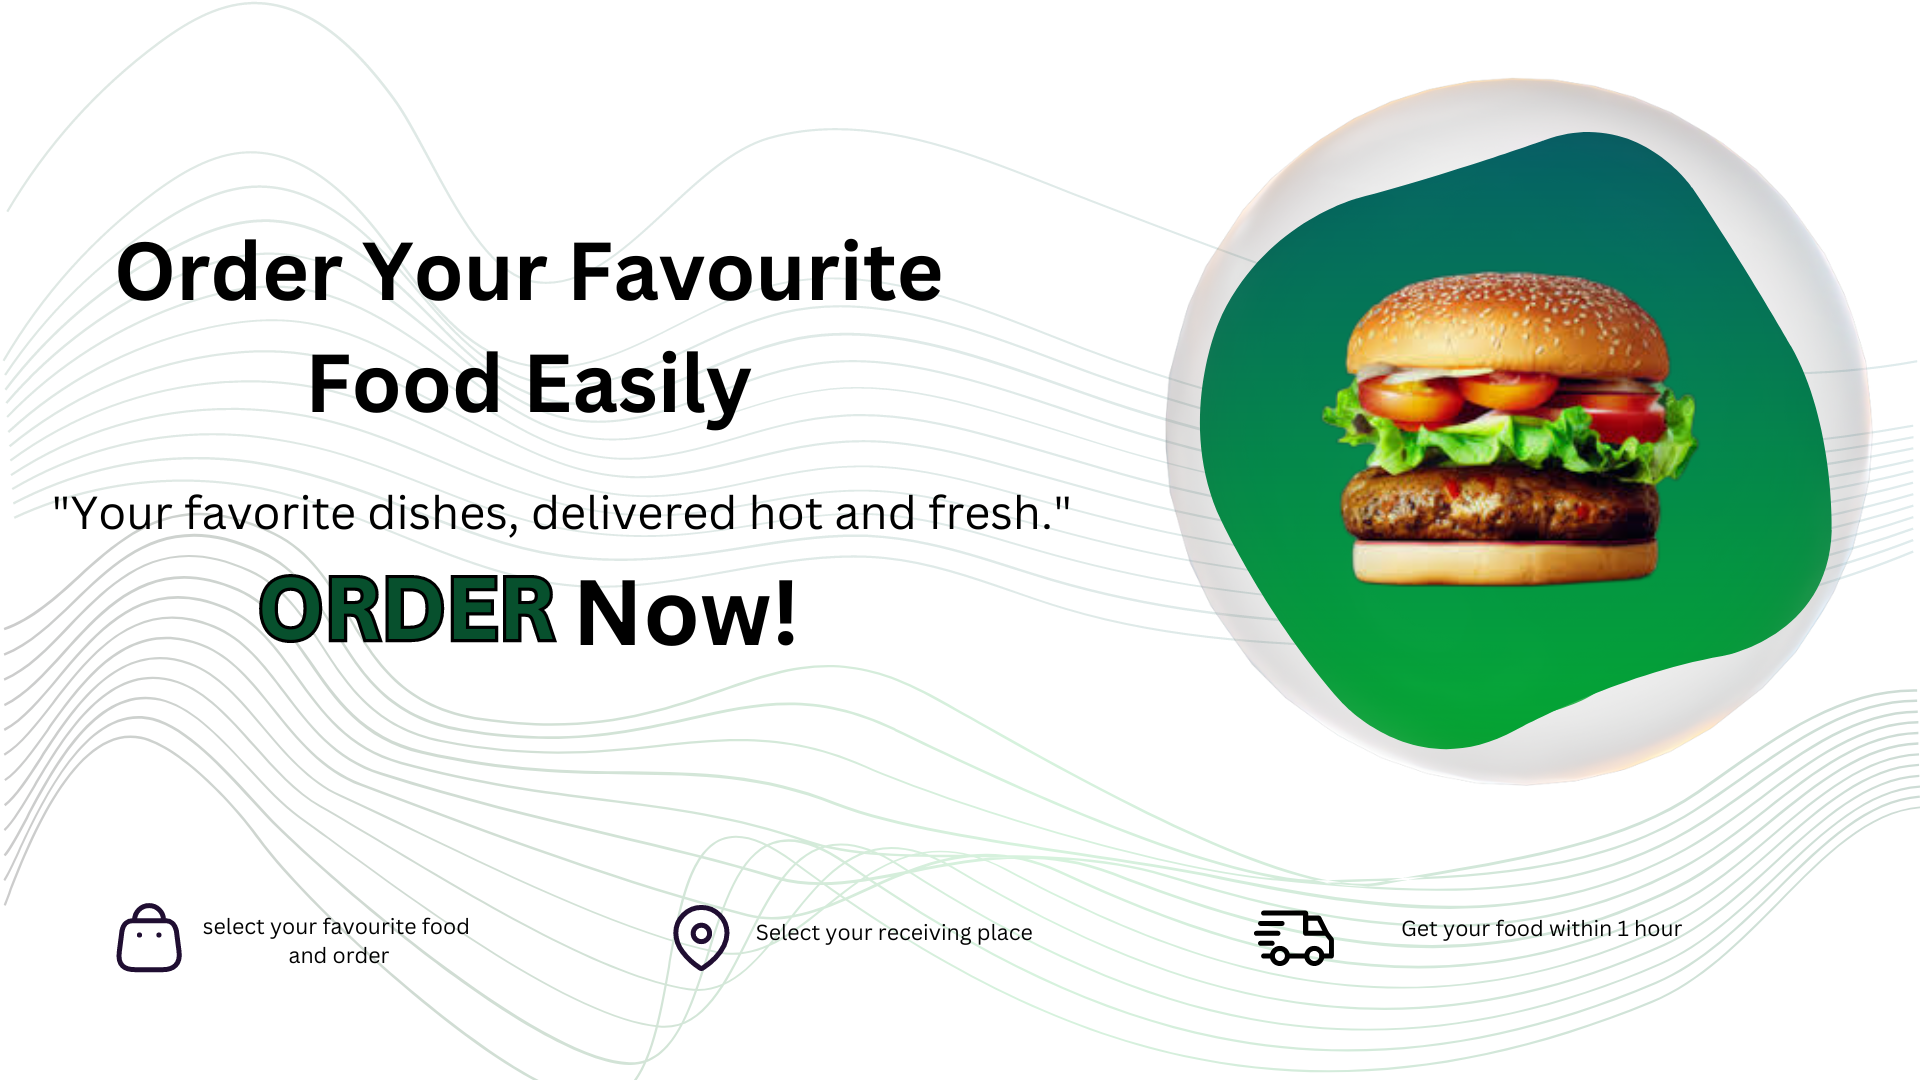 Order Your Favourite
Food Easily
"Your favorite dishes, delivered hot and fresh."
ORDER Now!
select your favourite food
and order
Select your receiving place
Get your food within 1 hour